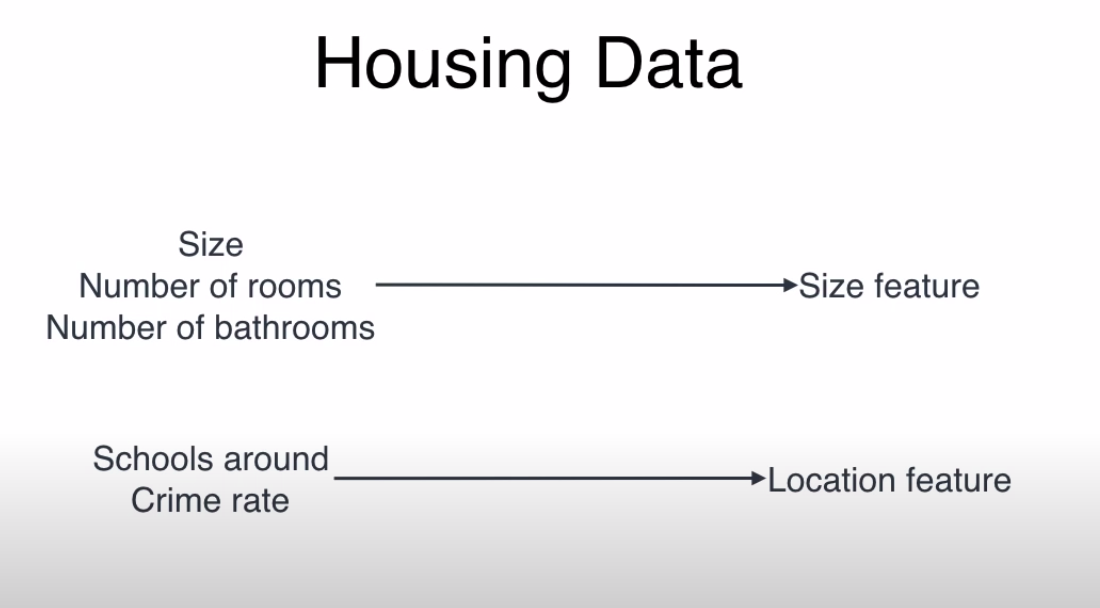 Housing Data
Size
Number of rooms
Number of bathrooms
Size feature
Schools around
Crime rate
Location feature